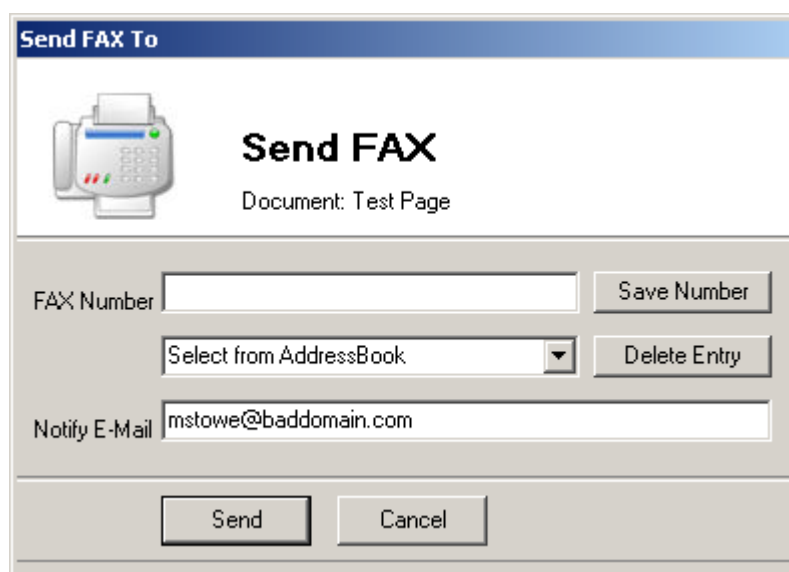 Send FAX To
Send FAX
Document: Test Page
FAX Number
Save Number
Select from AddressBook
Delete Entry
Notify E-Mail
mstowe@baddomain.com
Send
Cancel